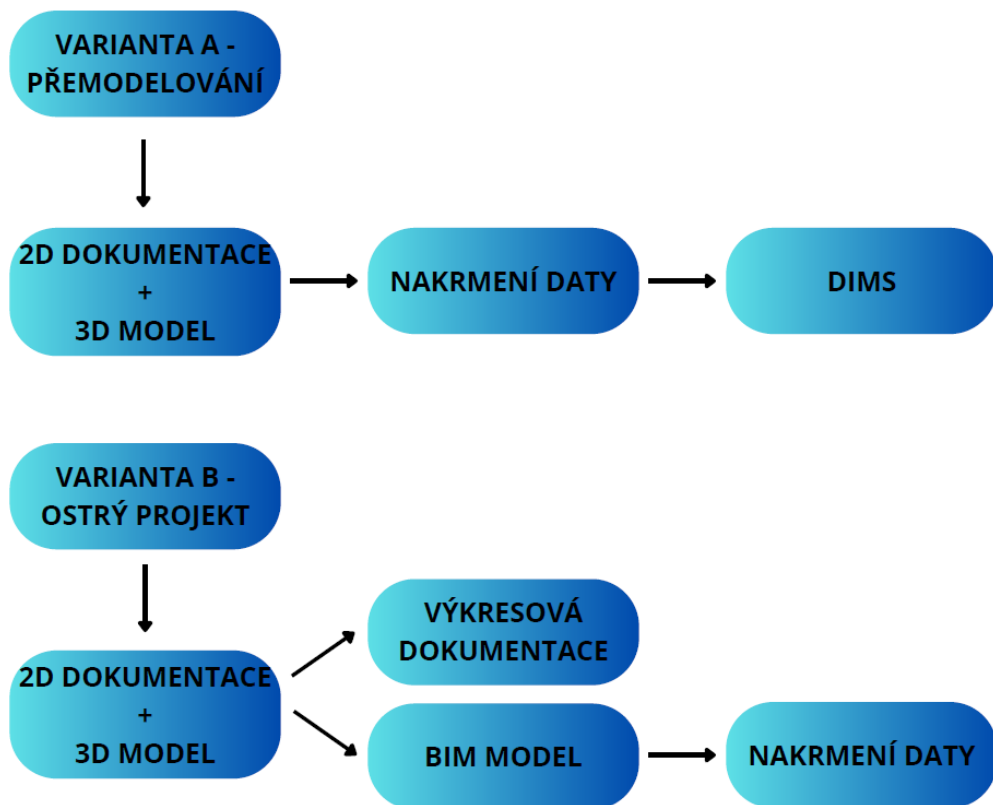 VARIANTA A -
PŘEMODELOVÁNÍ
2D DOKUMENTACE
+
3D MODEL
NAKRMENÍ DATY
DIMS
VARIANTA B -
OSTRÝ PROJEKT
2D DOKUMENTACE
+
3D MODEL
VÝKRESOVÁ
DOKUMENTACE
BIM MODEL
NAKRMENÍ DATY